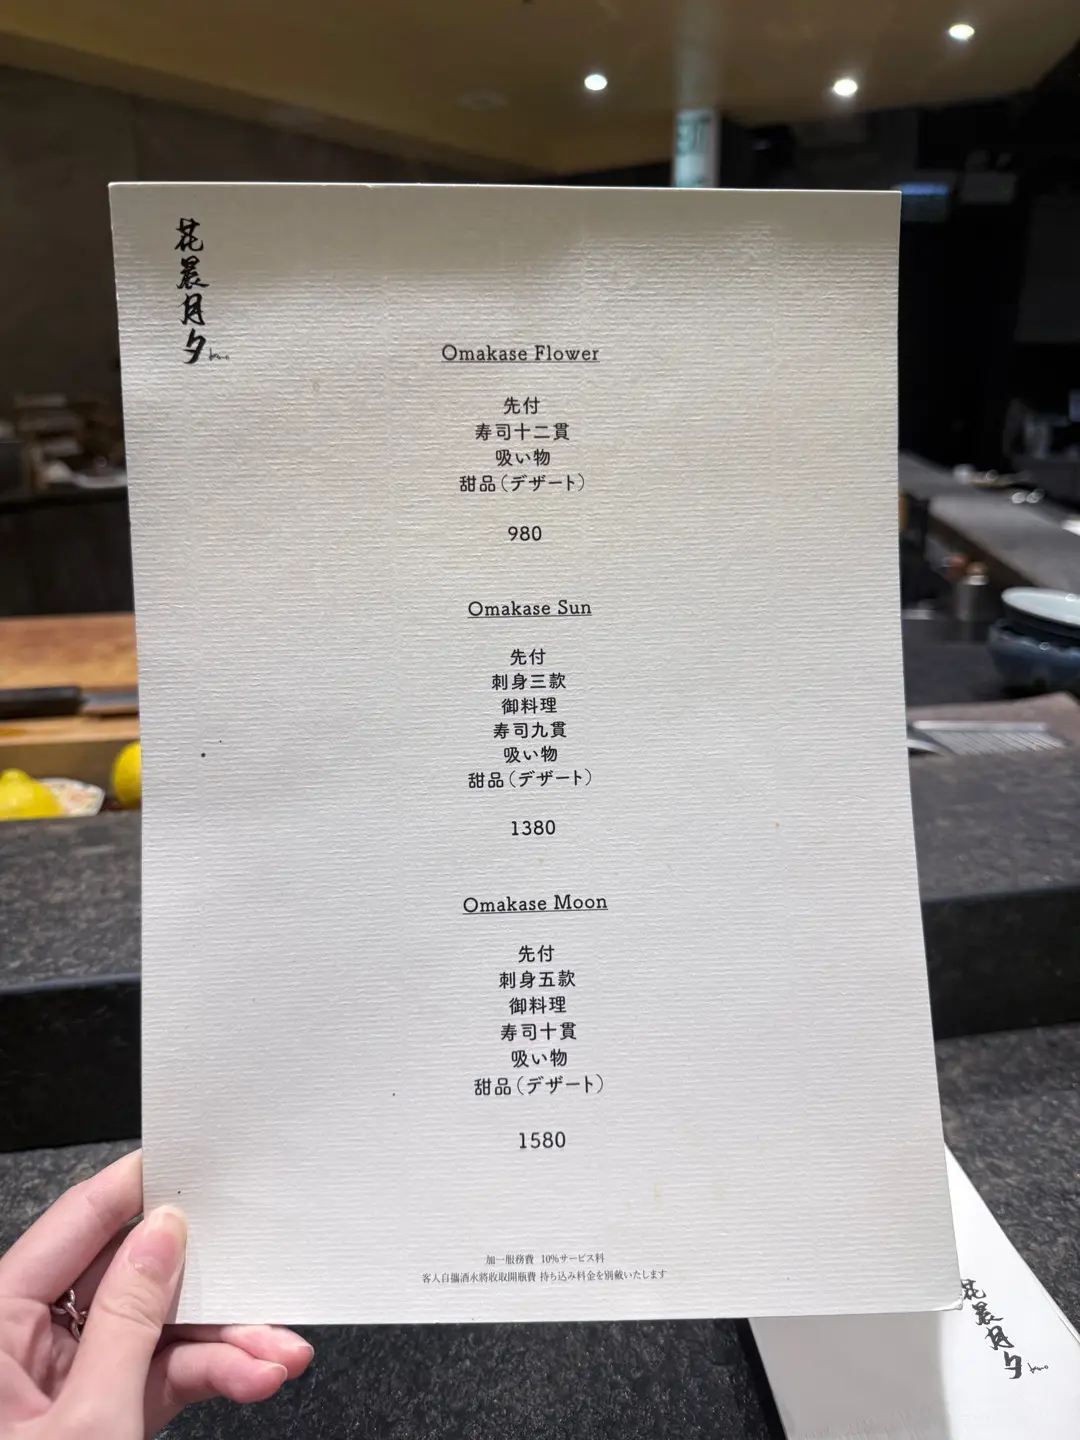 花晨月夕
Omakase Flower
先付
寿司十二貫
吸い物
甜品（デザート）
980
Omakase Sun
先付
刺身三款
御料理
寿司九貫
吸い物
甜品（デザート）
1380
Omakase Moon
先付
刺身五款
御料理
寿司十貫
吸い物
甜品（デザート）
1580
加一服務費 10%サービス料
客人自攜酒水將收取開瓶費 持ち込み料金を別戴いたします
花晨月夕